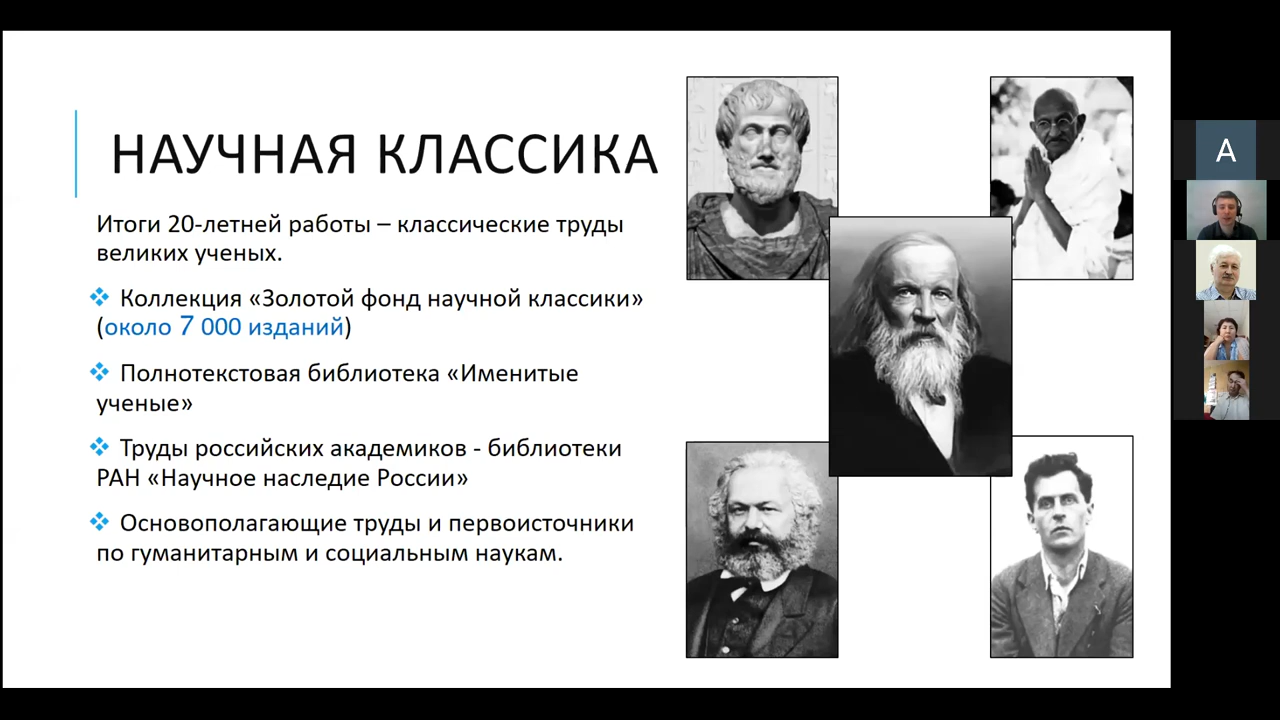 НАУЧНАЯ КЛАССИКА
Итоги 20-летней работы – классические труды
великих ученых.
Коллекция «Золотой фонд научной классики»
(около 7 000 изданий)
Полнотекстовая библиотека «Именитые
ученые»
Труды российских академиков - библиотеки
РАН «Научное наследие России»
Основополагающие труды и первоисточники
по гуманитарным и социальным наукам.
А